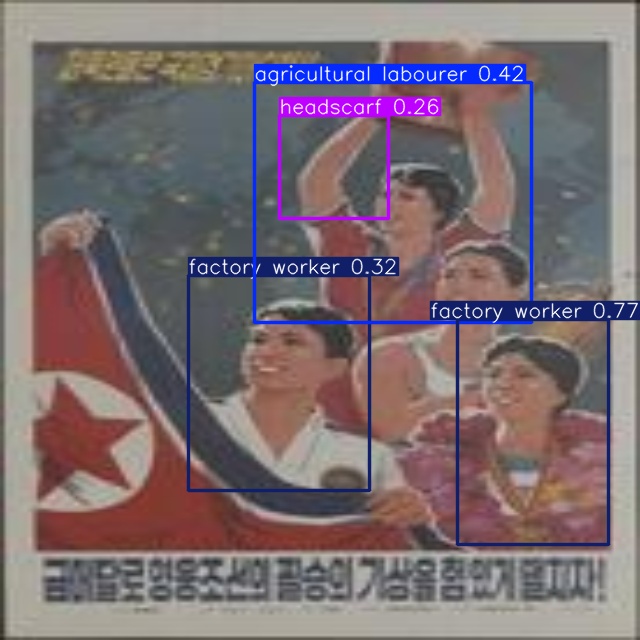 agricultural labourer 0.42
headscarf 0.26
factory worker 0.32
factory worker 0.77
금메달로 영웅조선의 필승의 기상을 힘있게 떨치자!